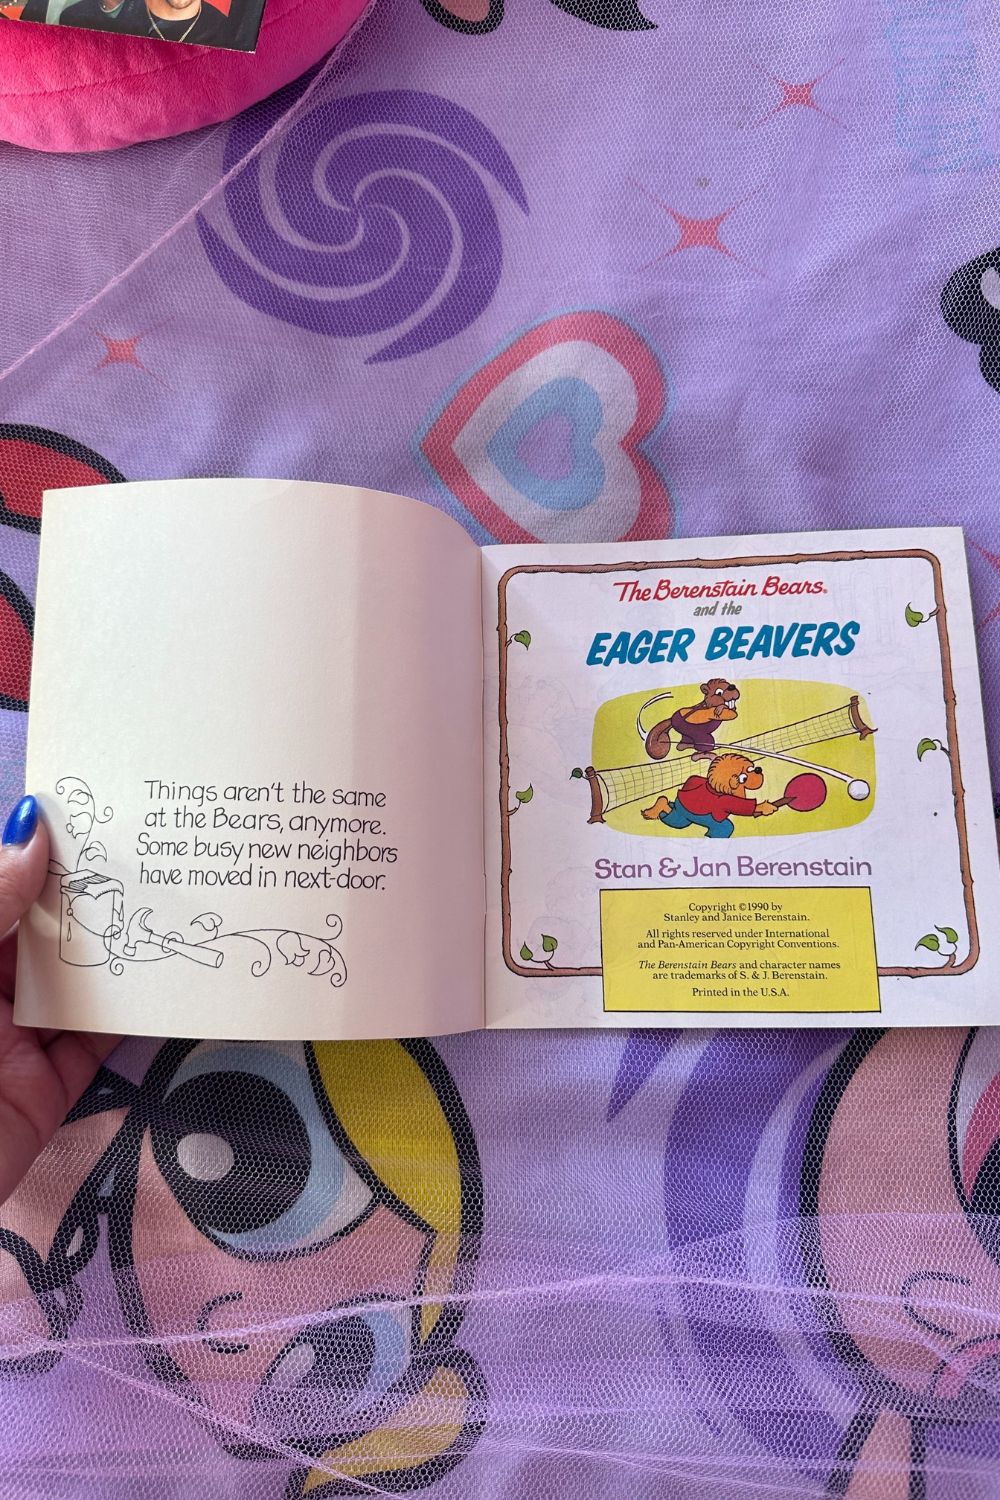 Things aren't the same
at the Bears, anymore.
Some busy new neighbors
have moved in next-door.
The Berenstain Bears®
and the
EAGER BEAVERS
Stan & Jan Berenstain
Copyright ©1990 by
Stanley and Janice Berenstain.
All rights reserved under International
and Pan-American Copyright Conventions.
The Berenstain Bears and character names
are trademarks of S. & J. Berenstain.
Printed in the U.S.A.